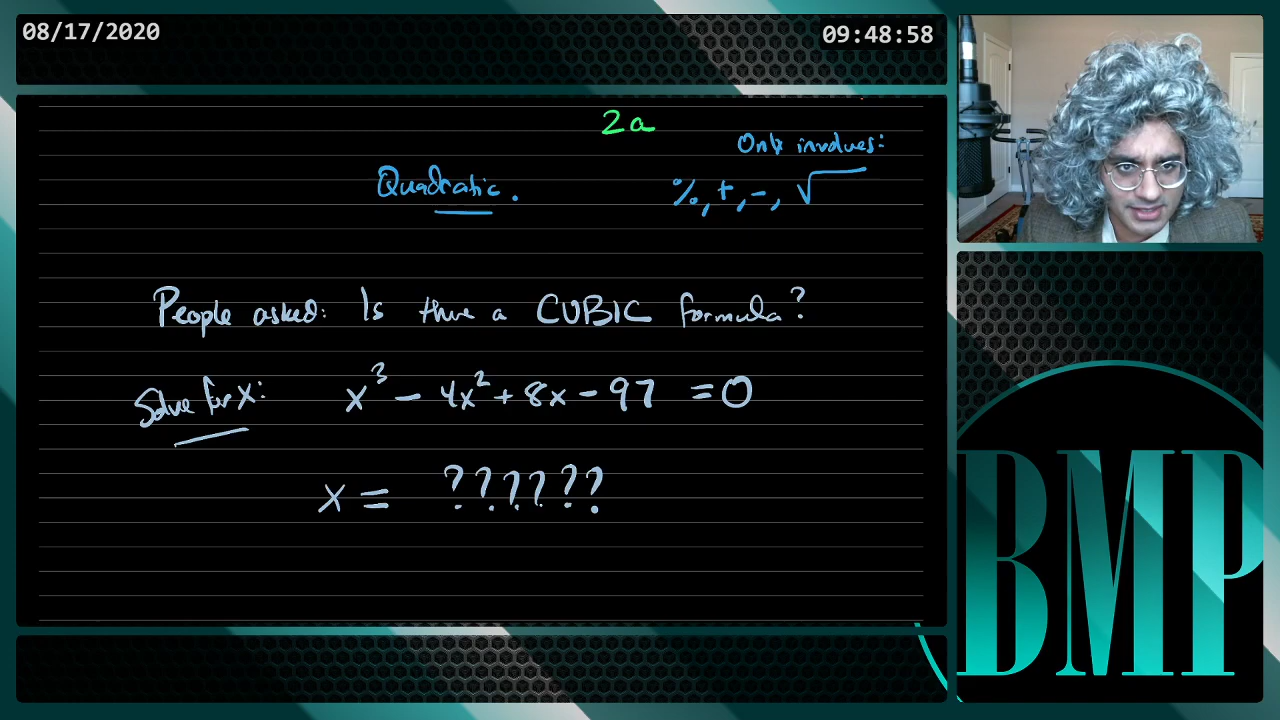 08/17/2020
09:48:58
2a
Only involves:
Quadratic.
%, +, -, √
People asked: Is there a CUBIC formula?
Solve for x: x³ - 4x² + 8x - 97 = 0
x = ??????
BMP